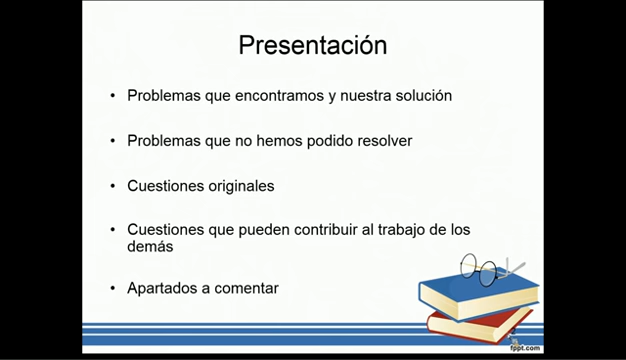 Presentación
• Problemas que encontramos y nuestra solución
• Problemas que no hemos podido resolver
• Cuestiones originales
• Cuestiones que pueden contribuir al trabajo de los
demás
• Apartados a comentar
fppt.com